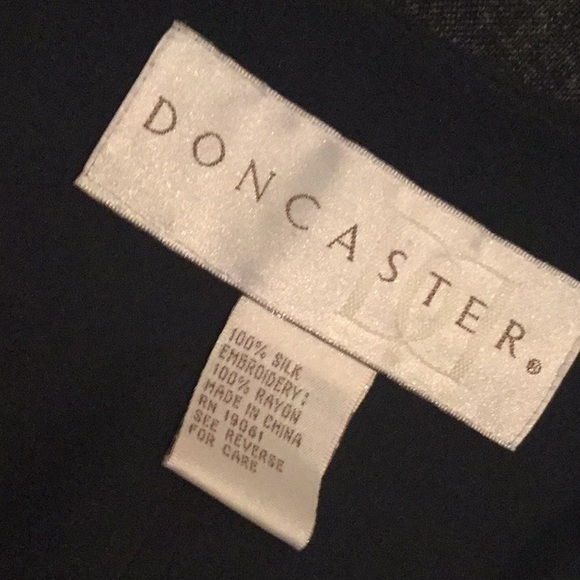 DONCASTER®
100% SILK
EMBROIDERY:
100% RAYON
MADE IN CHINA
RN 19061
SEE REVERSE
FOR CARE